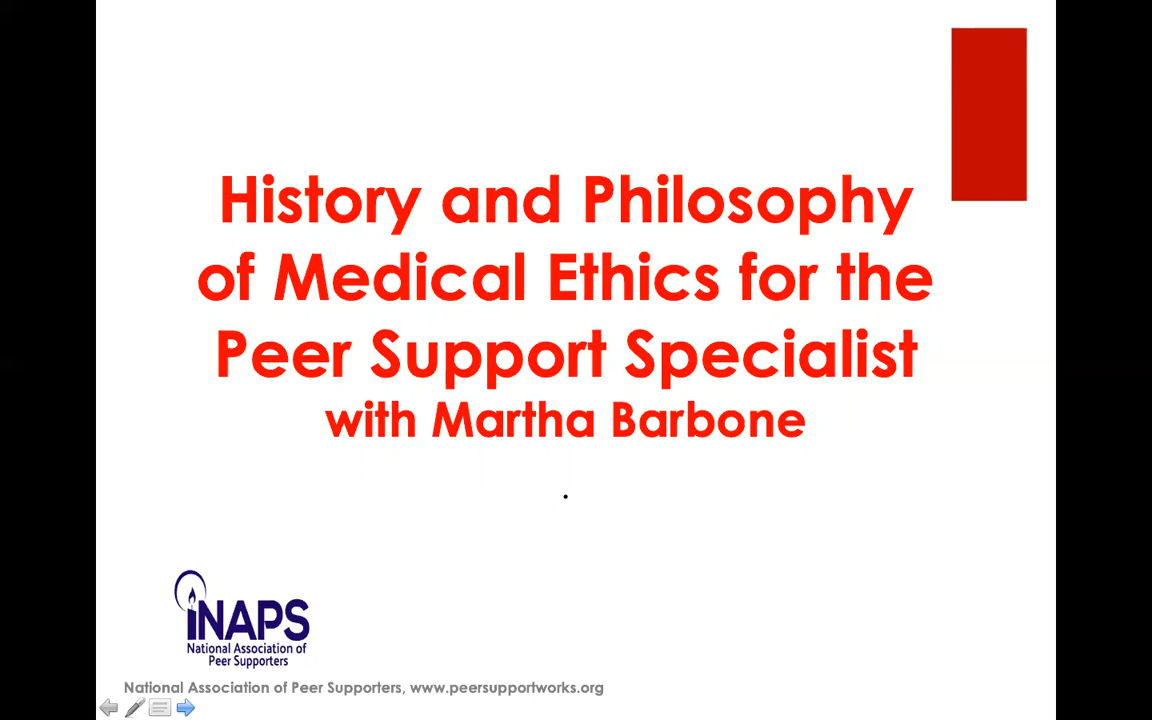 History and Philosophy
of Medical Ethics for the
Peer Support Specialist
with Martha Barbone
.
iNAPS
National Association of
Peer Supporters
National Association of Peer Supporters, www.peersupportworks.org